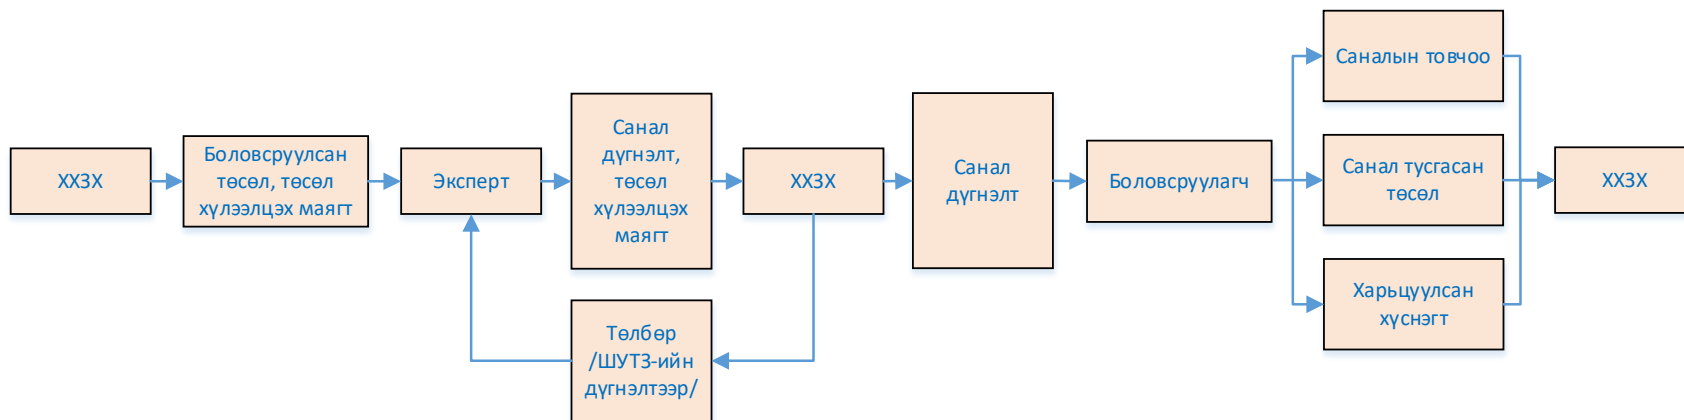 ХХЗХ
Боловсруулсан
төсөл, төсөл
хүлээлцэх маягт
Эксперт
Санал
дүгнэлт,
төсөл
хүлээлцэх
маягт
Төлбөр
/ШУТЗ-ийн
дүгнэлтээр/
ХХЗХ
Санал
дүгнэлт
Боловсруулагч
Саналын товчоо
Санал тусгасан
төсөл
Харьцуулсан
хүснэгт
ХХЗХ